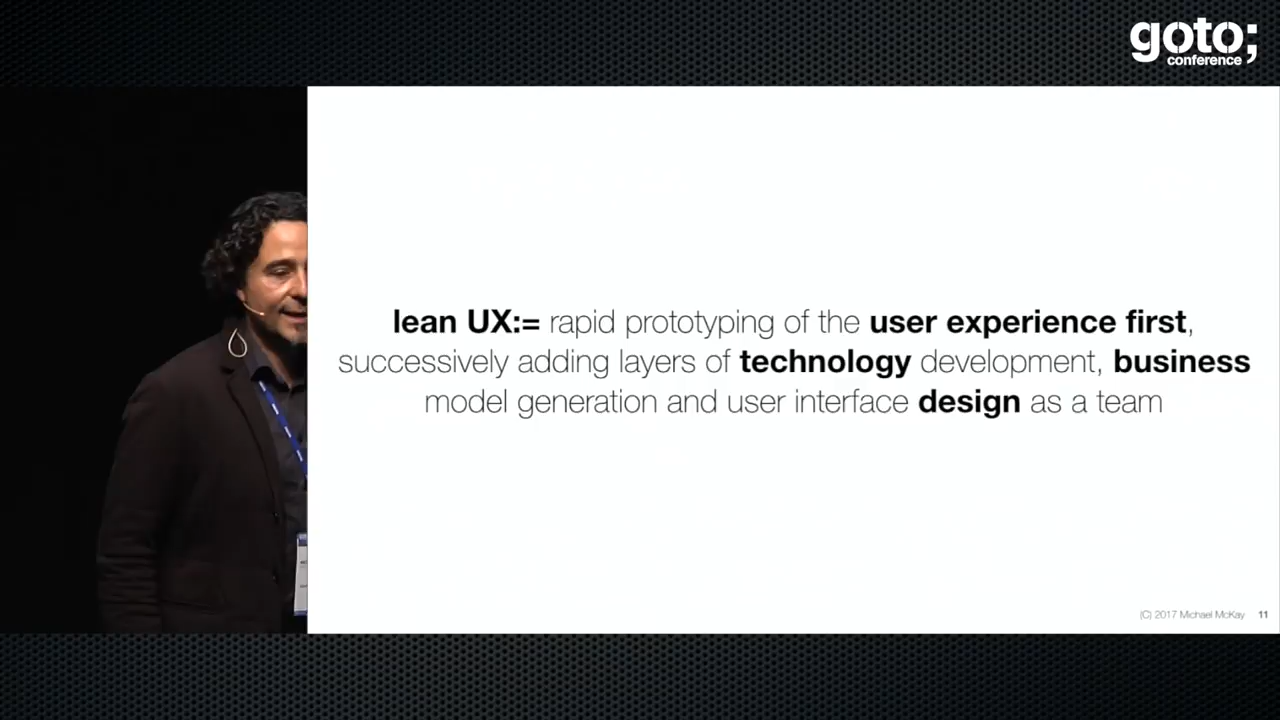 goto;
conference
lean UX:= rapid prototyping of the user experience first,
successively adding layers of technology development, business
model generation and user interface design as a team
(C) 2017 Michael McKay 11